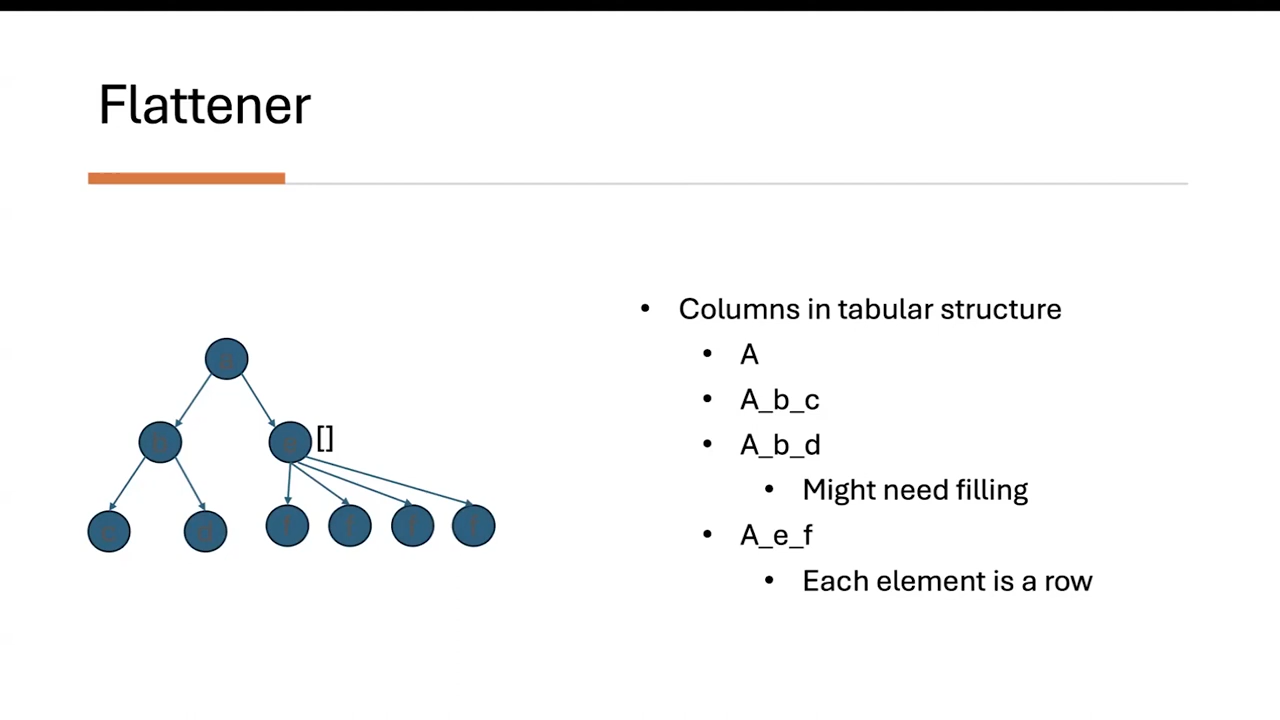 Flattener
a
b
e
[]
c
d
f
f
f
f
• Columns in tabular structure
• A
• A_b_c
• A_b_d
• Might need filling
• A_e_f
• Each element is a row